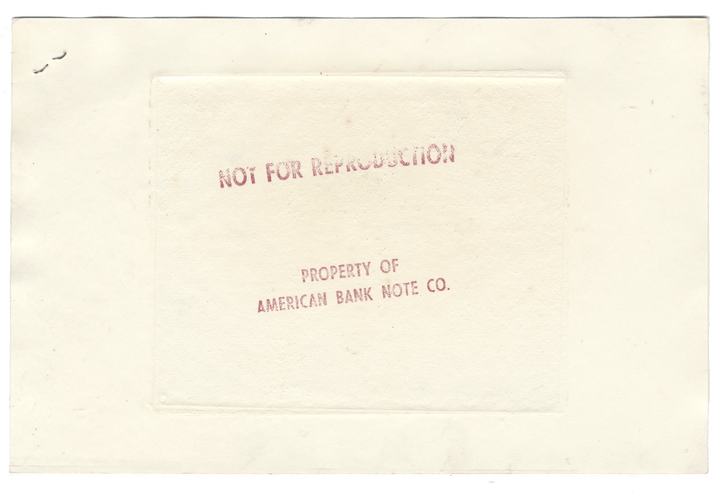 NOT FOR REPRODUCTION
PROPERTY OF
AMERICAN BANK NOTE CO.